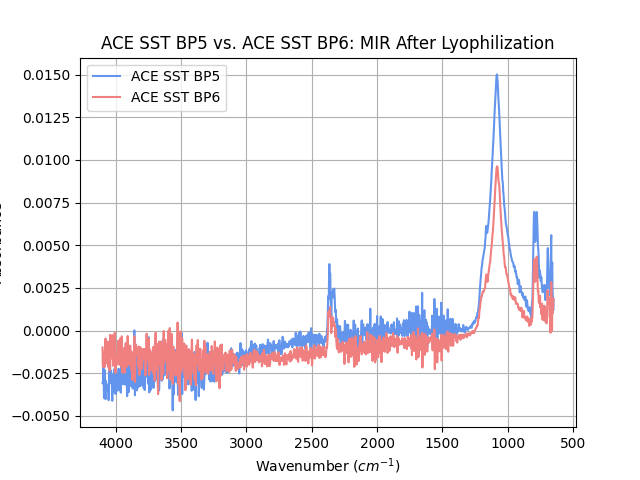 ACE SST BP5 vs. ACE SST BP6: MIR After Lyophilization
ACE SST BP5
ACE SST BP6
0.0150
0.0125
0.0100
0.0075
0.0050
0.0025
0.0000
−0.0025
−0.0050
4000 3500 3000 2500 2000 1500 1000 500
Wavenumber (cm⁻¹)